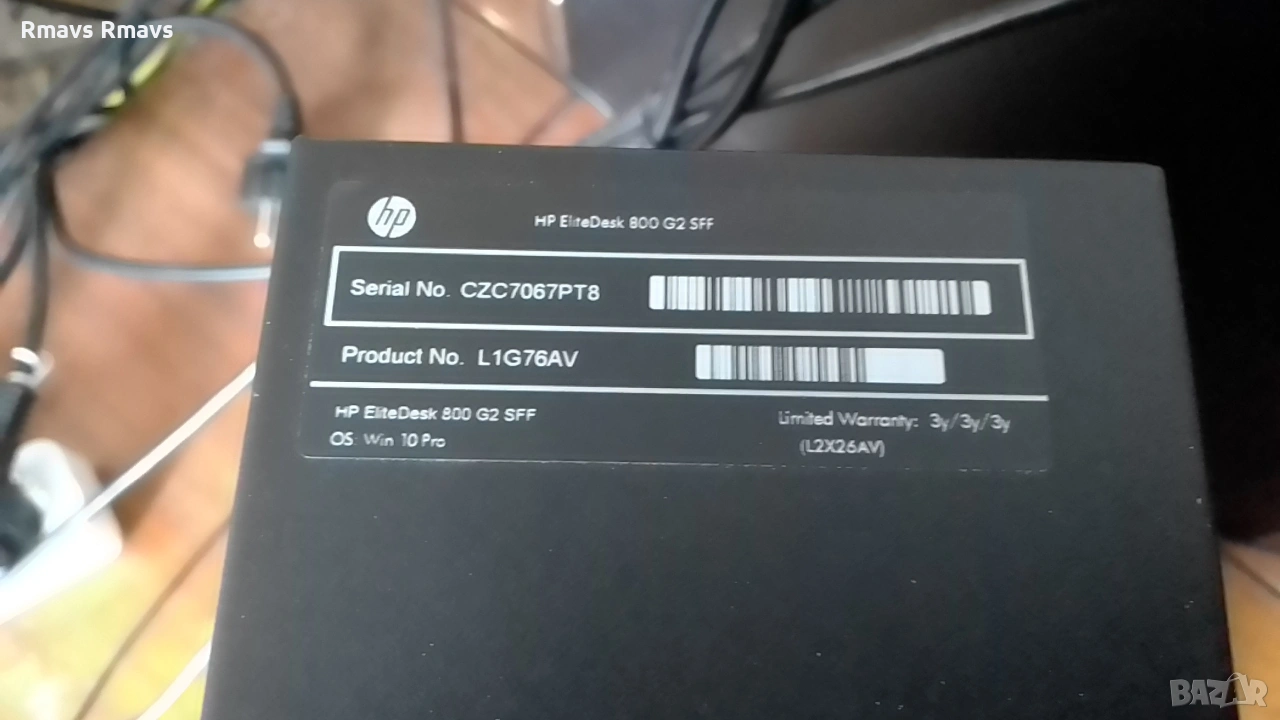 Rmavs Rmavs
hp
HP EliteDesk 800 G2 SFF
Serial No. CZC7067PT8
Product No. L1G76AV
HP EliteDesk 800 G2 SFF
Limited Warranty: 3y/3y/3y
OS: Win 10 Pro
(L2X26AV)
BAZAR